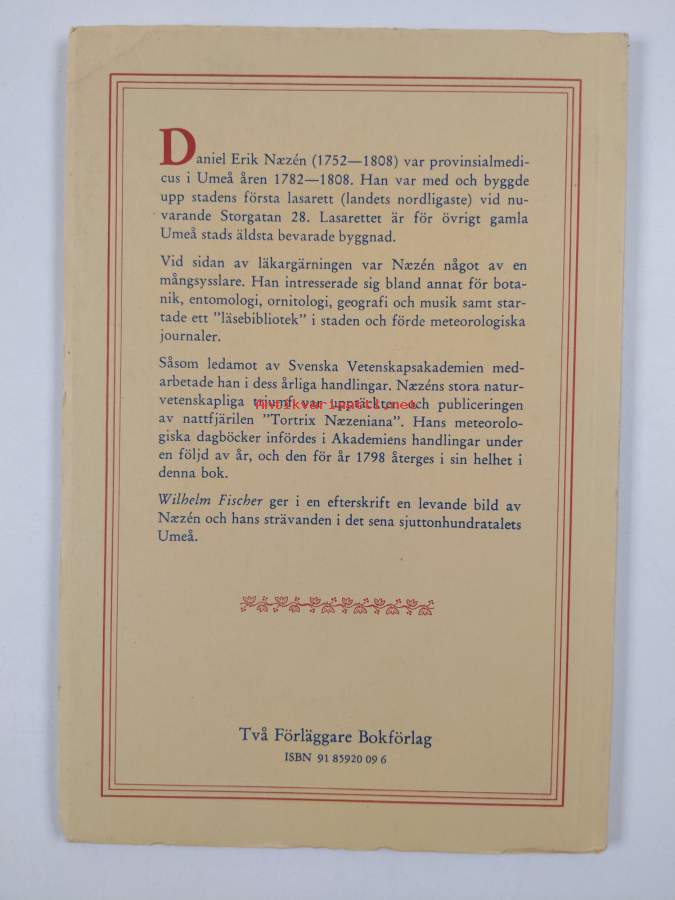 Daniel Erik Næzén (1752—1808) var provinsialmedi-
cus i Umeå åren 1782—1808. Han var med och byggde
upp stadens första lasarett (landets nordligaste) vid nu-
varande Storgatan 28. Lasarettet är för övrigt gamla
Umeå stads äldsta bevarade byggnad.
Vid sidan av läkargärningen var Næzén något av en
mångsysslare. Han intresserade sig bland annat för bota-
nik, entomologi, ornitologi, geografi och musik samt star-
tade ett "läsebibliotek" i staden och förde meteorologiska
journaler.
Såsom ledamot av Svenska Vetenskapsakademien med-
arbetade han i dess årliga handlingar. Næzéns stora natur-
vetenskapliga triumf var upptäckten och publiceringen
Antikvariaatti.net
av nattfjärilen "Tortrix Næzeniana". Hans meteorolo-
giska dagböcker infördes i Akademiens handlingar under
en följd av år, och den för år 1798 återges i sin helhet i
denna bok.
Wilhelm Fischer ger i en efterskrift en levande bild av
Næzén och hans strävanden i det sena sjuttonhundratalets
Umeå.
Två Förläggare Bokförlag
ISBN 91 85920 09 6